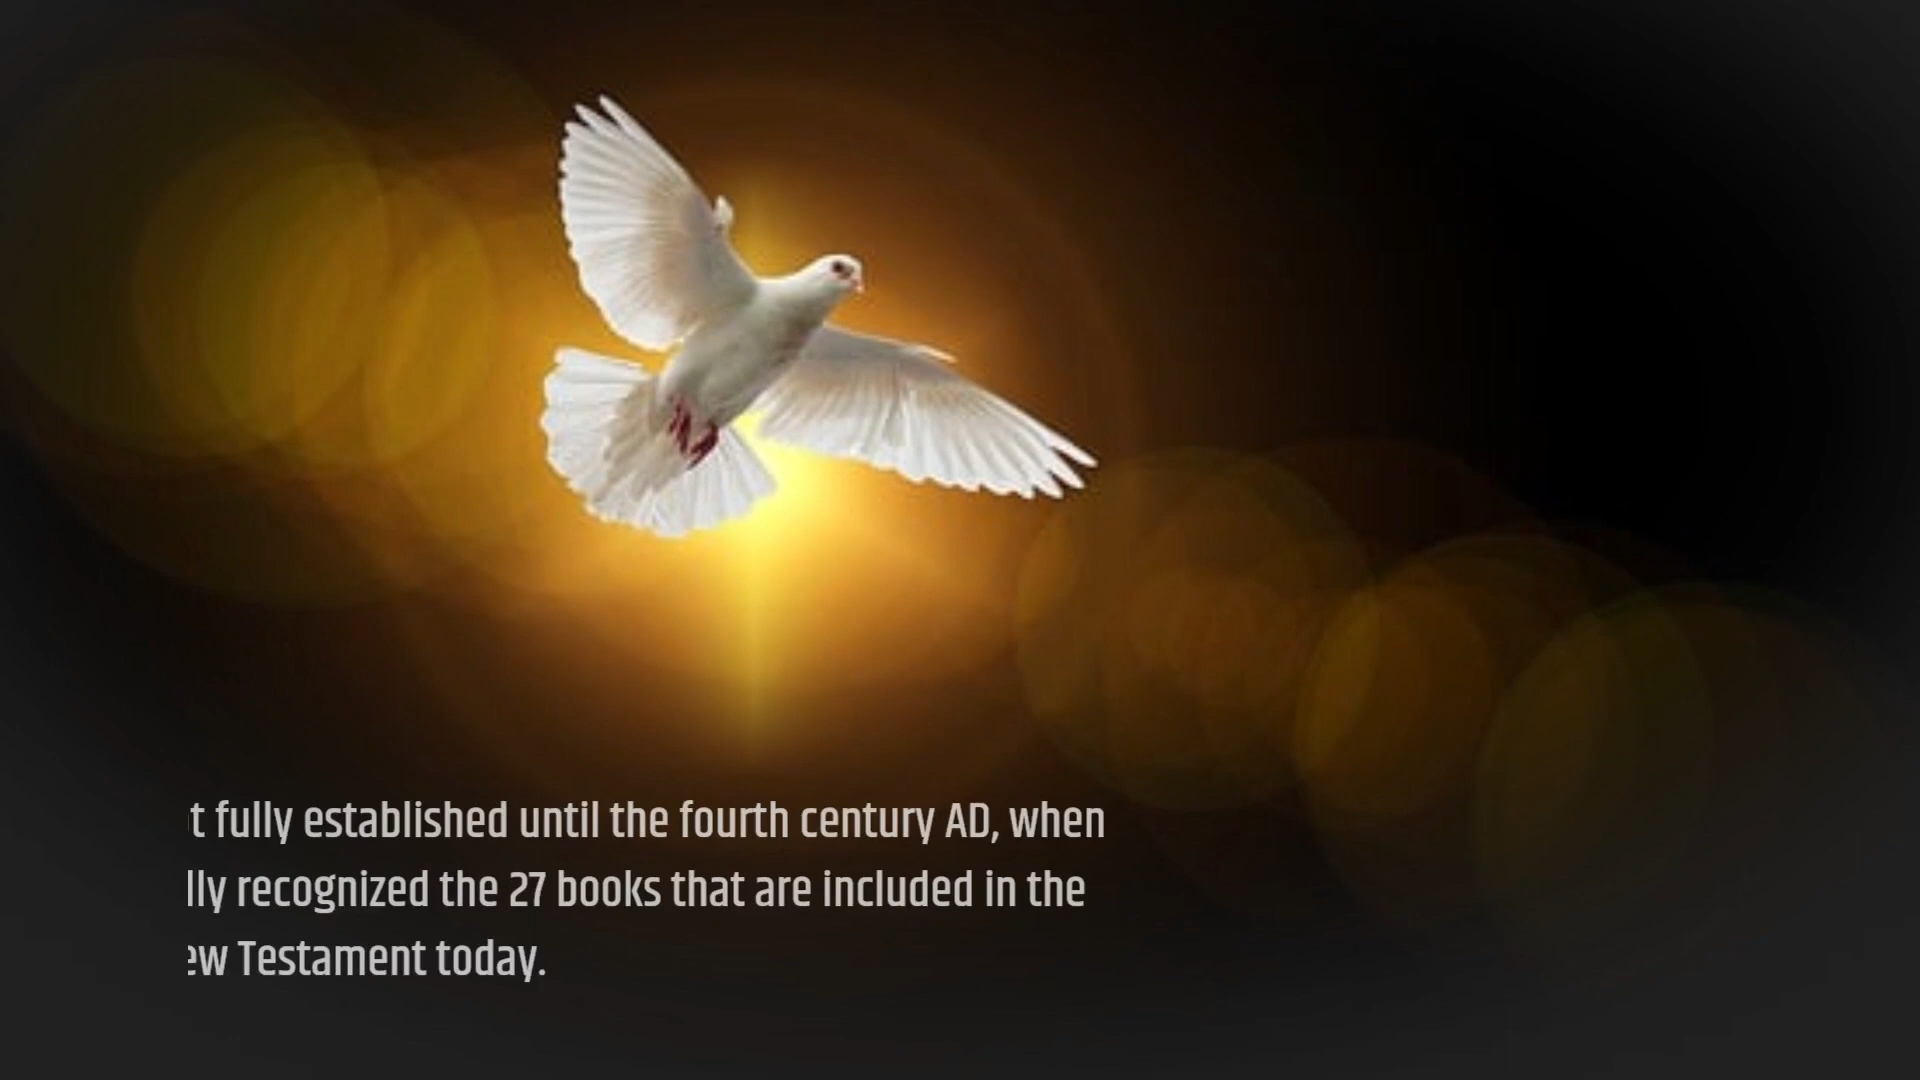 t fully established until the fourth century AD, when
lly recognized the 27 books that are included in the
ew Testament today.